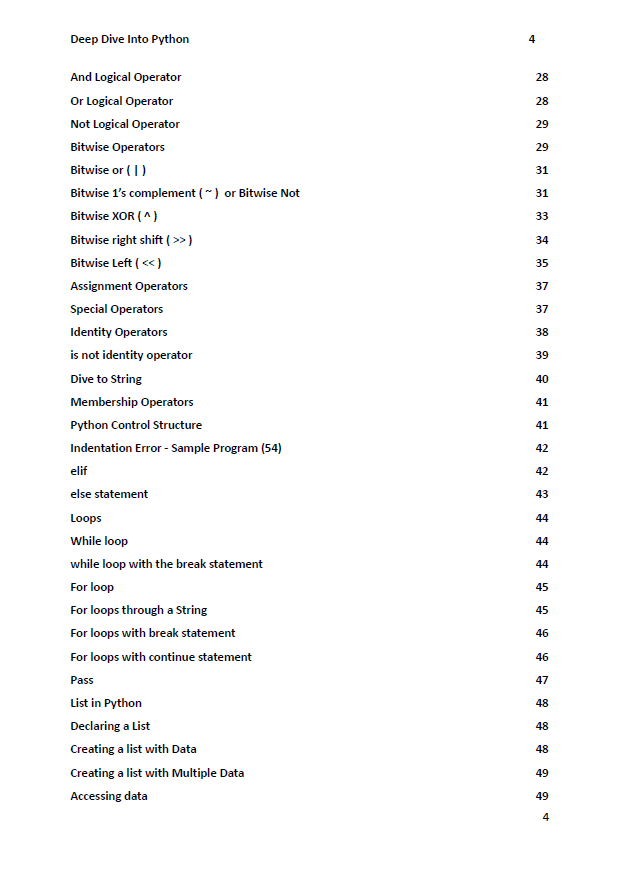 Deep Dive Into Python 4
And Logical Operator 28
Or Logical Operator 28
Not Logical Operator 29
Bitwise Operators 29
Bitwise or ( | ) 31
Bitwise 1’s complement ( ~ )  or Bitwise Not 31
Bitwise XOR ( ^ ) 33
Bitwise right shift ( >> ) 34
Bitwise Left ( << ) 35
Assignment Operators 37
Special Operators 37
Identity Operators 38
is not identity operator 39
Dive to String 40
Membership Operators 41
Python Control Structure 41
Indentation Error - Sample Program (54) 42
elif 42
else statement 43
Loops 44
While loop 44
while loop with the break statement 44
For loop 45
For loops through a String 45
For loops with break statement 46
For loops with continue statement 46
Pass 47
List in Python 48
Declaring a List 48
Creating a list with Data 48
Creating a list with Multiple Data 49
Accessing data 49
4